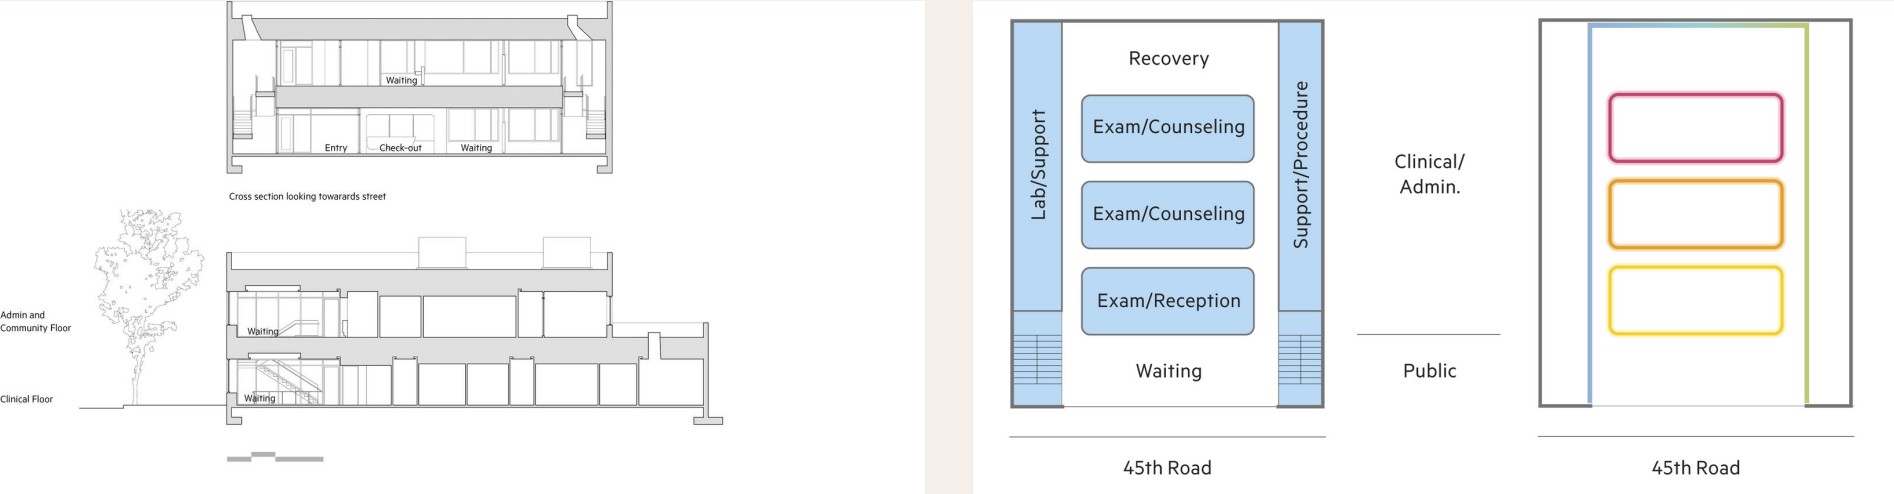 Waiting
Entry
Check-out
Waiting
Cross section looking towarards street
Admin and
Community Floor
Waiting
Clinical Floor
Waiting
Recovery
Lab/Support
Exam/Counseling
Exam/Counseling
Exam/Reception
Support/Procedure
Waiting
45th Road
Clinical/
Admin.
Public
45th Road